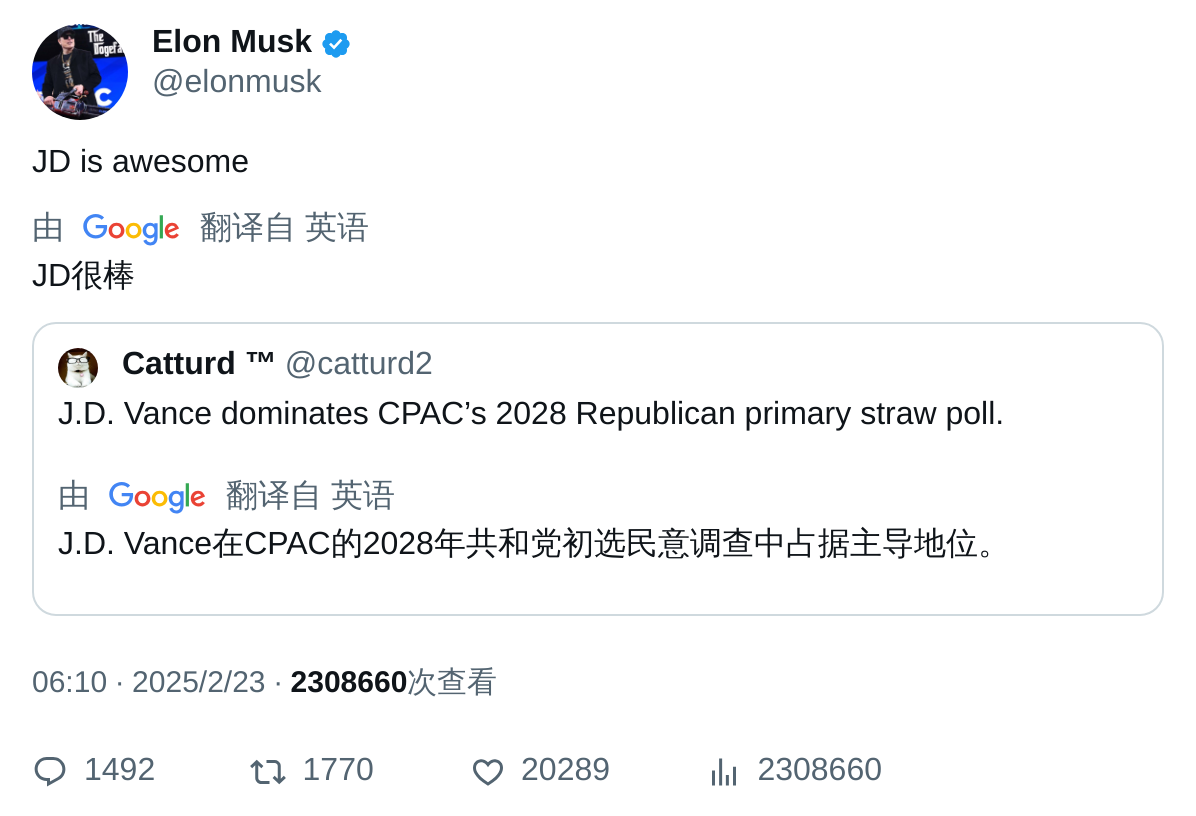 The
Dogefa
C
Elon Musk
@elonmusk
JD is awesome
由 Google 翻译自 英语
JD很棒
Catturd ™ @catturd2
J.D. Vance dominates CPAC’s 2028 Republican primary straw poll.
由 Google 翻译自 英语
J.D. Vance在CPAC的2028年共和党初选民意调查中占据主导地位。
06:10 · 2025/2/23 · 2308660次查看
1492 1770 20289 2308660